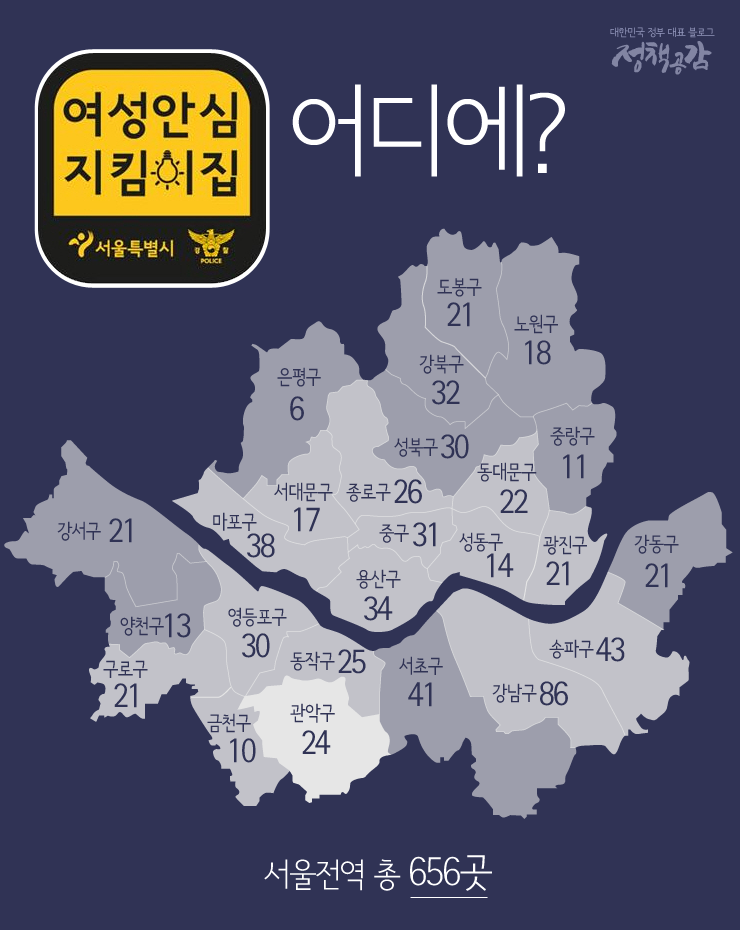 대한민국 정부 대표 블로그
정책공감
여성안심
지킴이집
서울특별시
경찰
POLICE
어디에?
도봉구
21
노원구
18
강북구
32
은평구
6
성북구 30
중랑구
11
동대문구
22
서대문구
17
종로구 26
마포구
38
중구 31
성동구
14
광진구
21
강동구
21
강서구 21
용산구
34
양천구 13
영등포구
30
동작구 25
서초구
41
송파구 43
강남구 86
구로구
21
관악구
24
금천구
10
서울전역 총 656곳